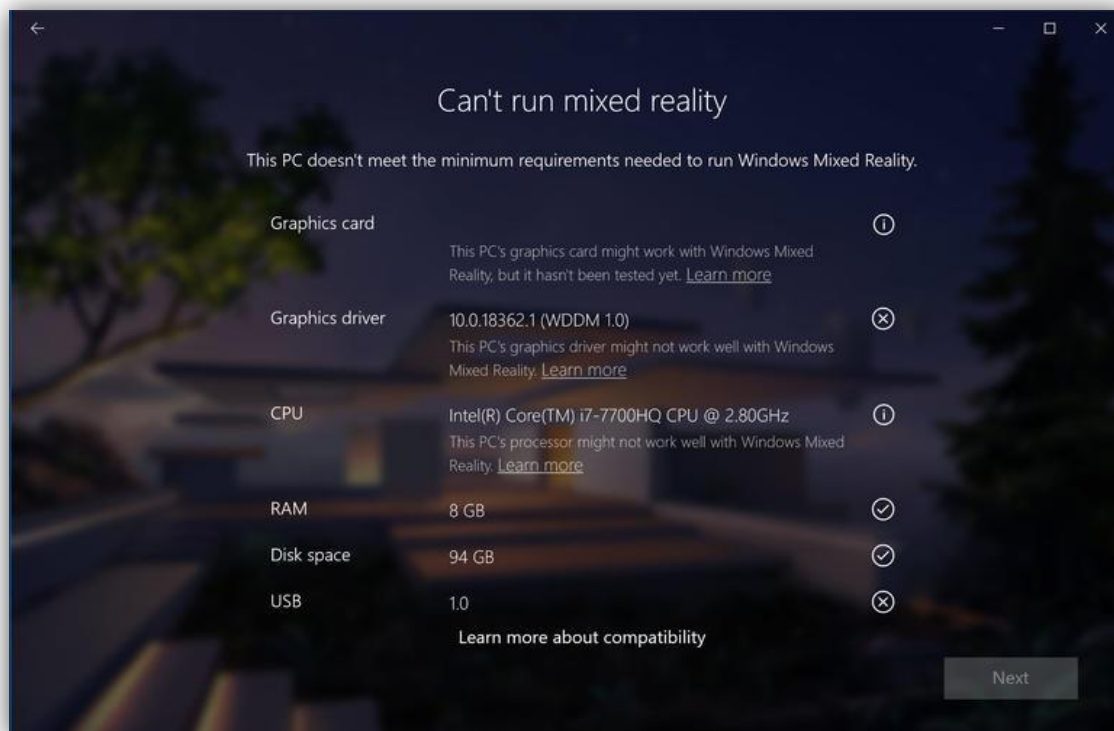 Can't run mixed reality
This PC doesn't meet the minimum requirements needed to run Windows Mixed Reality.
Graphics card
This PC's graphics card might work with Windows Mixed
Reality, but it hasn't been tested yet. Learn more
Graphics driver 10.0.18362.1 (WDDM 1.0)
This PC's graphics driver might not work well with Windows
Mixed Reality. Learn more
CPU Intel(R) Core(TM) i7-7700HQ CPU @ 2.80GHz
This PC's processor might not work well with Windows Mixed
Reality. Learn more
RAM 8 GB
Disk space 94 GB
USB 1.0
Learn more about compatibility
Next